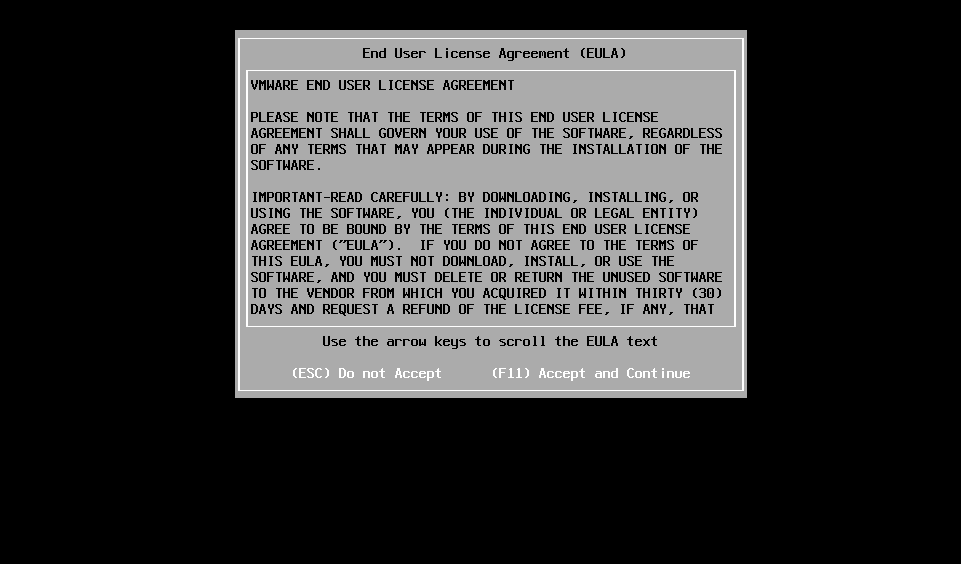 End User License Agreement (EULA)
VMWARE END USER LICENSE AGREEMENT
PLEASE NOTE THAT THE TERMS OF THIS END USER LICENSE
AGREEMENT SHALL GOVERN YOUR USE OF THE SOFTWARE, REGARDLESS
OF ANY TERMS THAT MAY APPEAR DURING THE INSTALLATION OF THE
SOFTWARE.
IMPORTANT-READ CAREFULLY: BY DOWNLOADING, INSTALLING, OR
USING THE SOFTWARE, YOU (THE INDIVIDUAL OR LEGAL ENTITY)
AGREE TO BE BOUND BY THE TERMS OF THIS END USER LICENSE
AGREEMENT ("EULA").  IF YOU DO NOT AGREE TO THE TERMS OF
THIS EULA, YOU MUST NOT DOWNLOAD, INSTALL, OR USE THE
SOFTWARE, AND YOU MUST DELETE OR RETURN THE UNUSED SOFTWARE
TO THE VENDOR FROM WHICH YOU ACQUIRED IT WITHIN THIRTY (30)
DAYS AND REQUEST A REFUND OF THE LICENSE FEE, IF ANY, THAT
Use the arrow keys to scroll the EULA text
(ESC) Do not Accept      (F11) Accept and Continue